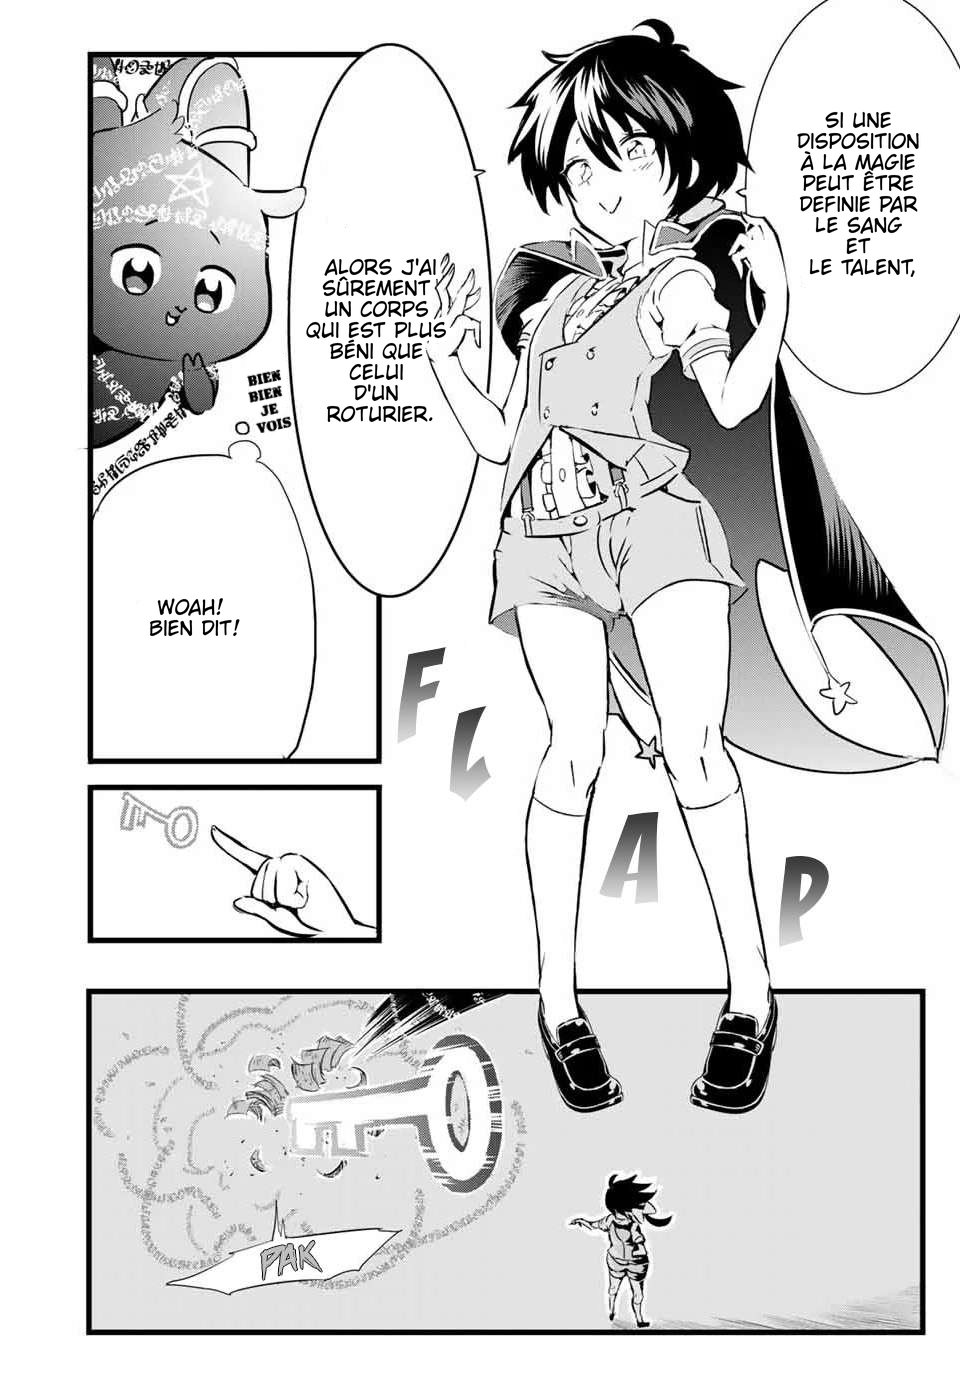 SI UNE
DISPOSITION
À LA MAGIE
PEUT ÊTRE
DEFINIE PAR
LE SANG
ET
LE TALENT,
ALORS J'AI
SÛREMENT
UN CORPS
QUI EST PLUS
BÉNI QUE
CELUI
D'UN
ROTURIER.
BIEN
BIEN
JE
VOIS
WOAH!
BIEN DIT!
FLAP
PAK